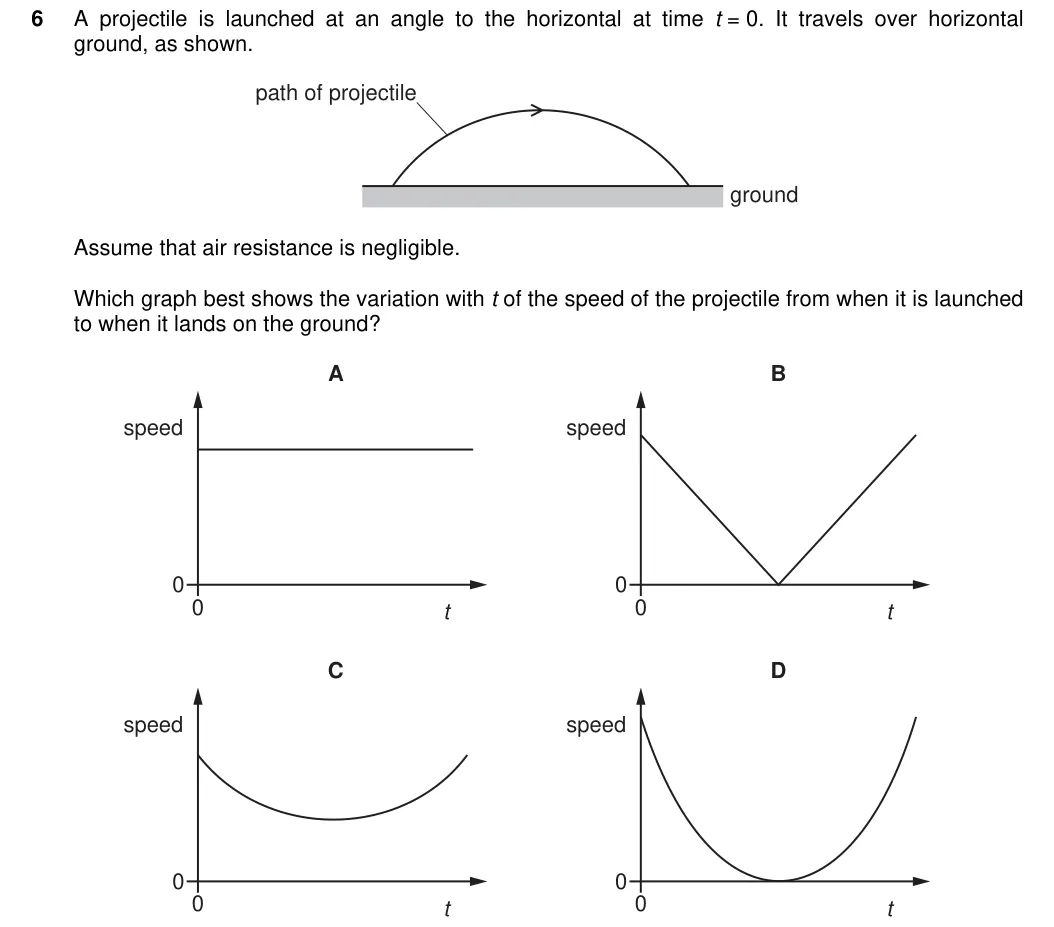 6 A projectile is launched at an angle to the horizontal at time t = 0. It travels over horizontal
ground, as shown.
path of projectile
ground
Assume that air resistance is negligible.
Which graph best shows the variation with t of the speed of the projectile from when it is launched
to when it lands on the ground?
A
speed
0
0
t
B
speed
0
0
t
C
speed
0
0
t
D
speed
0
0
t